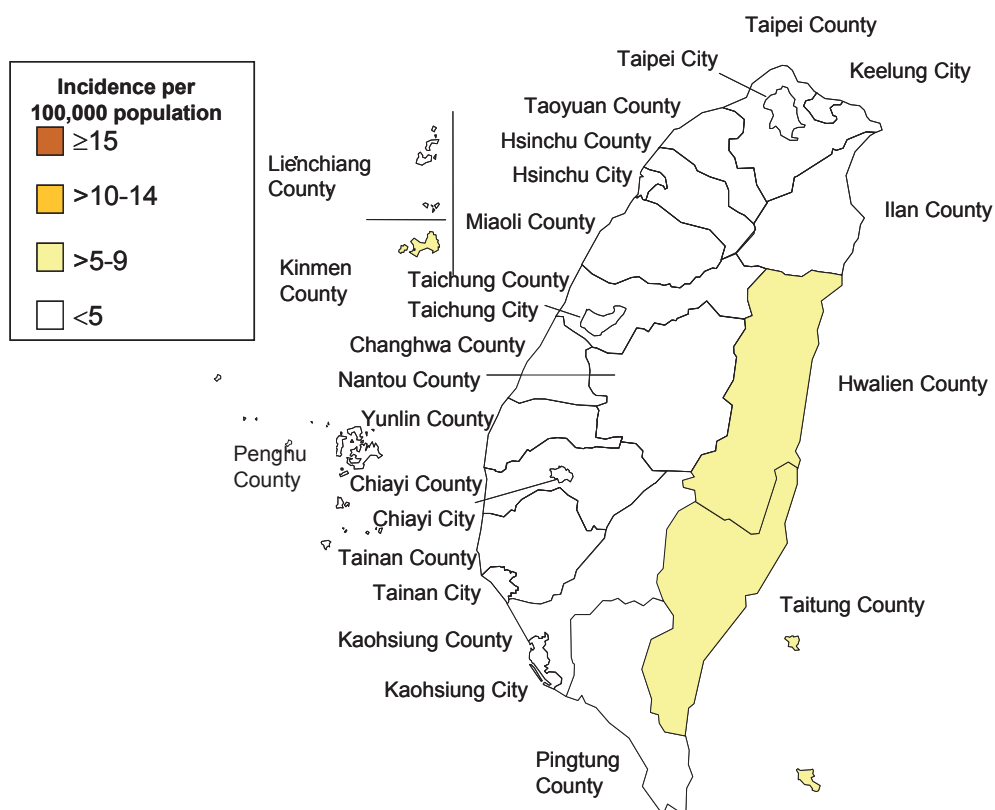 Taipei County
Taipei City
Keelung City
Incidence per
100,000 population
≥15
>10-14
>5-9
<5
Taoyuan County
Hsinchu County
Hsinchu City
Lienchiang
County
Miaoli County
Ilan County
Kinmen
County
Taichung County
Taichung City
Changhwa County
Nantou County
Hwalien County
Yunlin County
Penghu
County
Chiayi County
Chiayi City
Tainan County
Tainan City
Taitung County
Kaohsiung County
Kaohsiung City
Pingtung
County